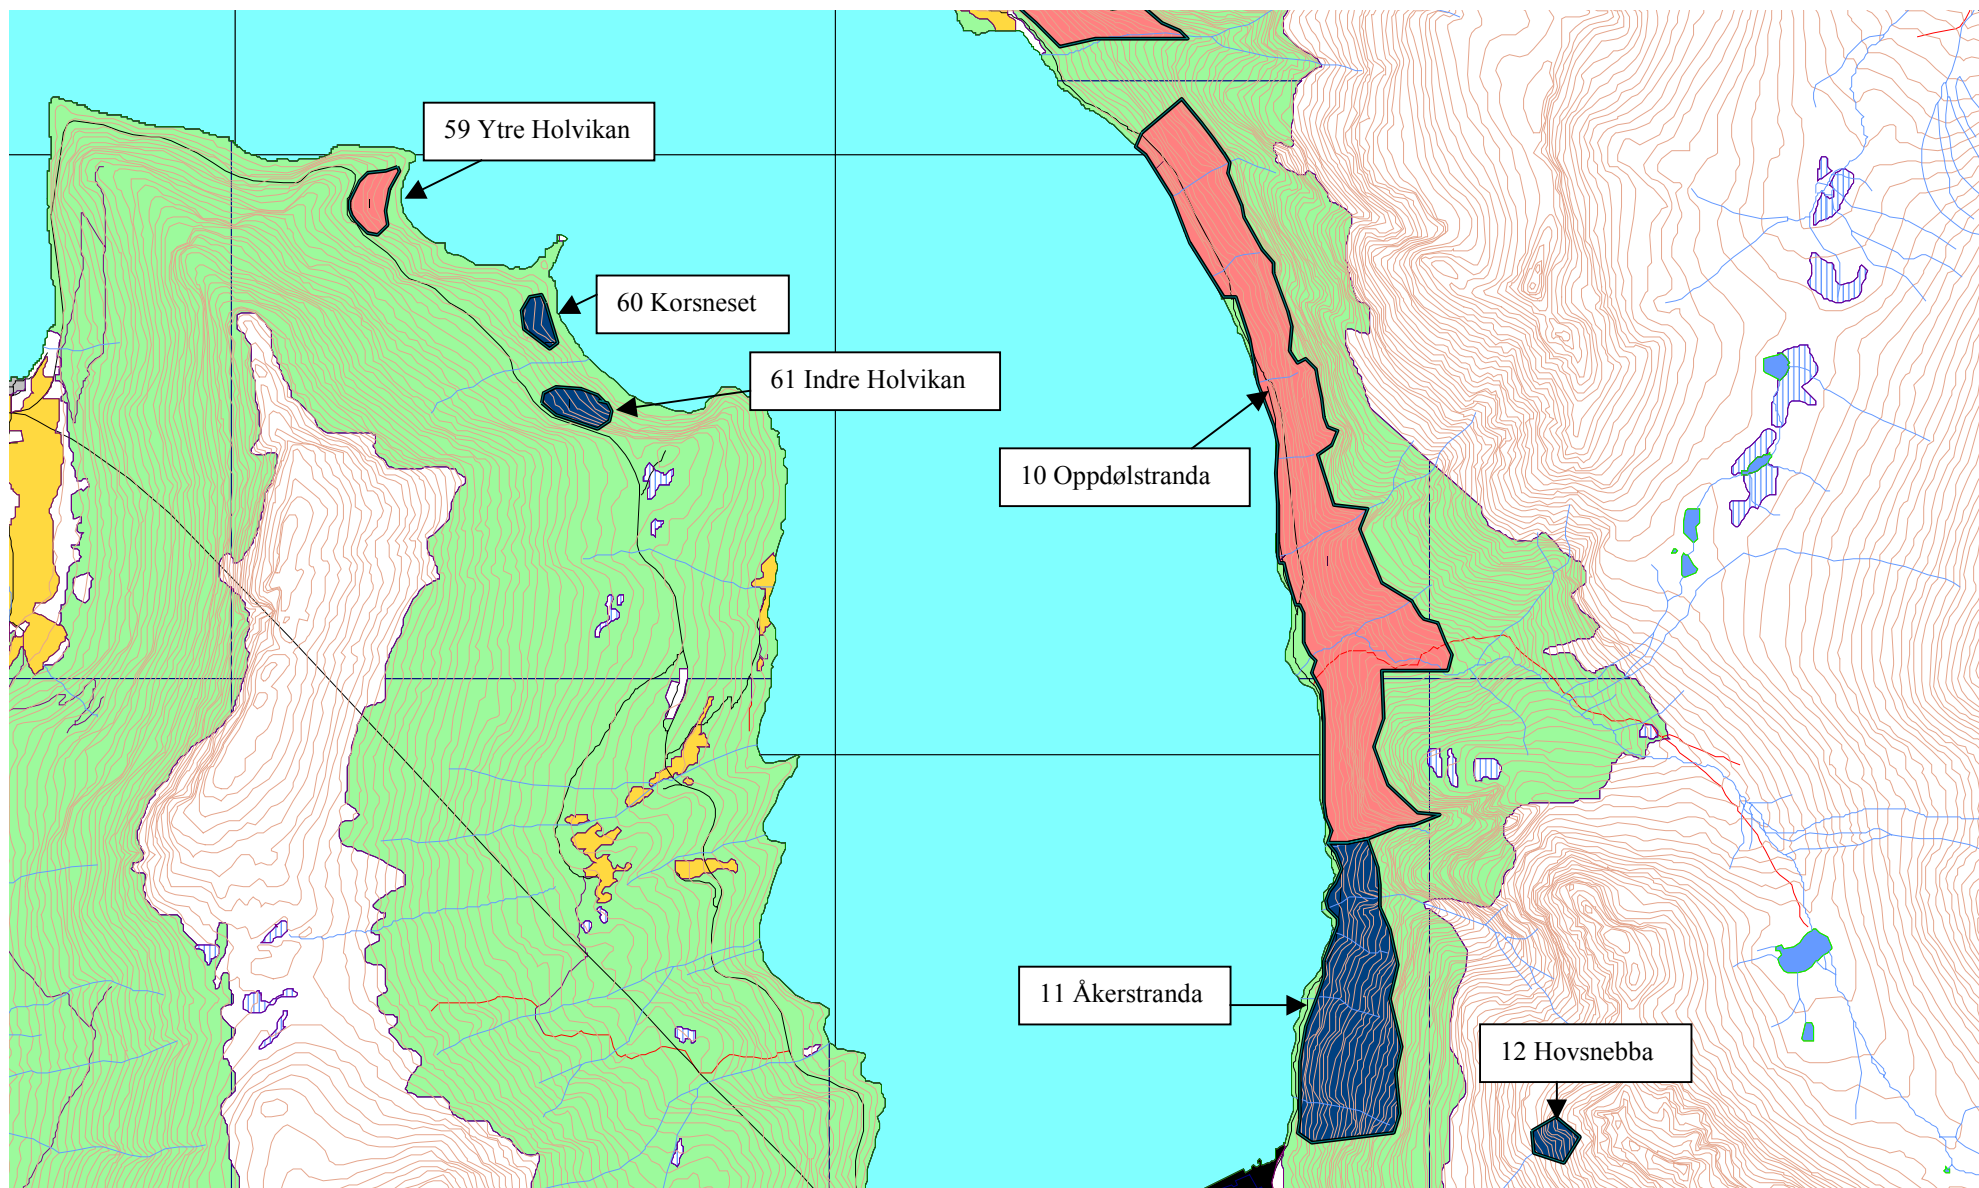 59 Ytre Holvikan
60 Korsneset
61 Indre Holvikan
10 Oppdølstranda
11 Åkerstranda
12 Hovsnebba